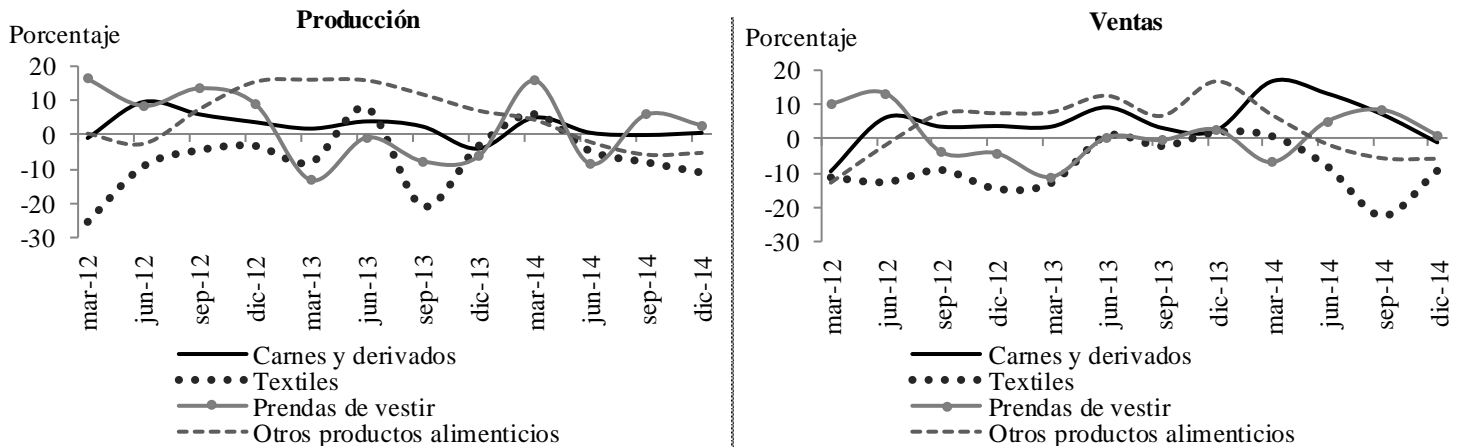 Producción
Porcentaje
20
10
0
-10
-20
-30
mar-12
jun-12
sep-12
dic-12
mar-13
jun-13
sep-13
dic-13
mar-14
jun-14
sep-14
dic-14
Carnes y derivados
Textiles
Prendas de vestir
Otros productos alimenticios
Ventas
Porcentaje
20
10
0
-10
-20
-30
mar-12
jun-12
sep-12
dic-12
mar-13
jun-13
sep-13
dic-13
mar-14
jun-14
sep-14
dic-14
Carnes y derivados
Textiles
Prendas de vestir
Otros productos alimenticios